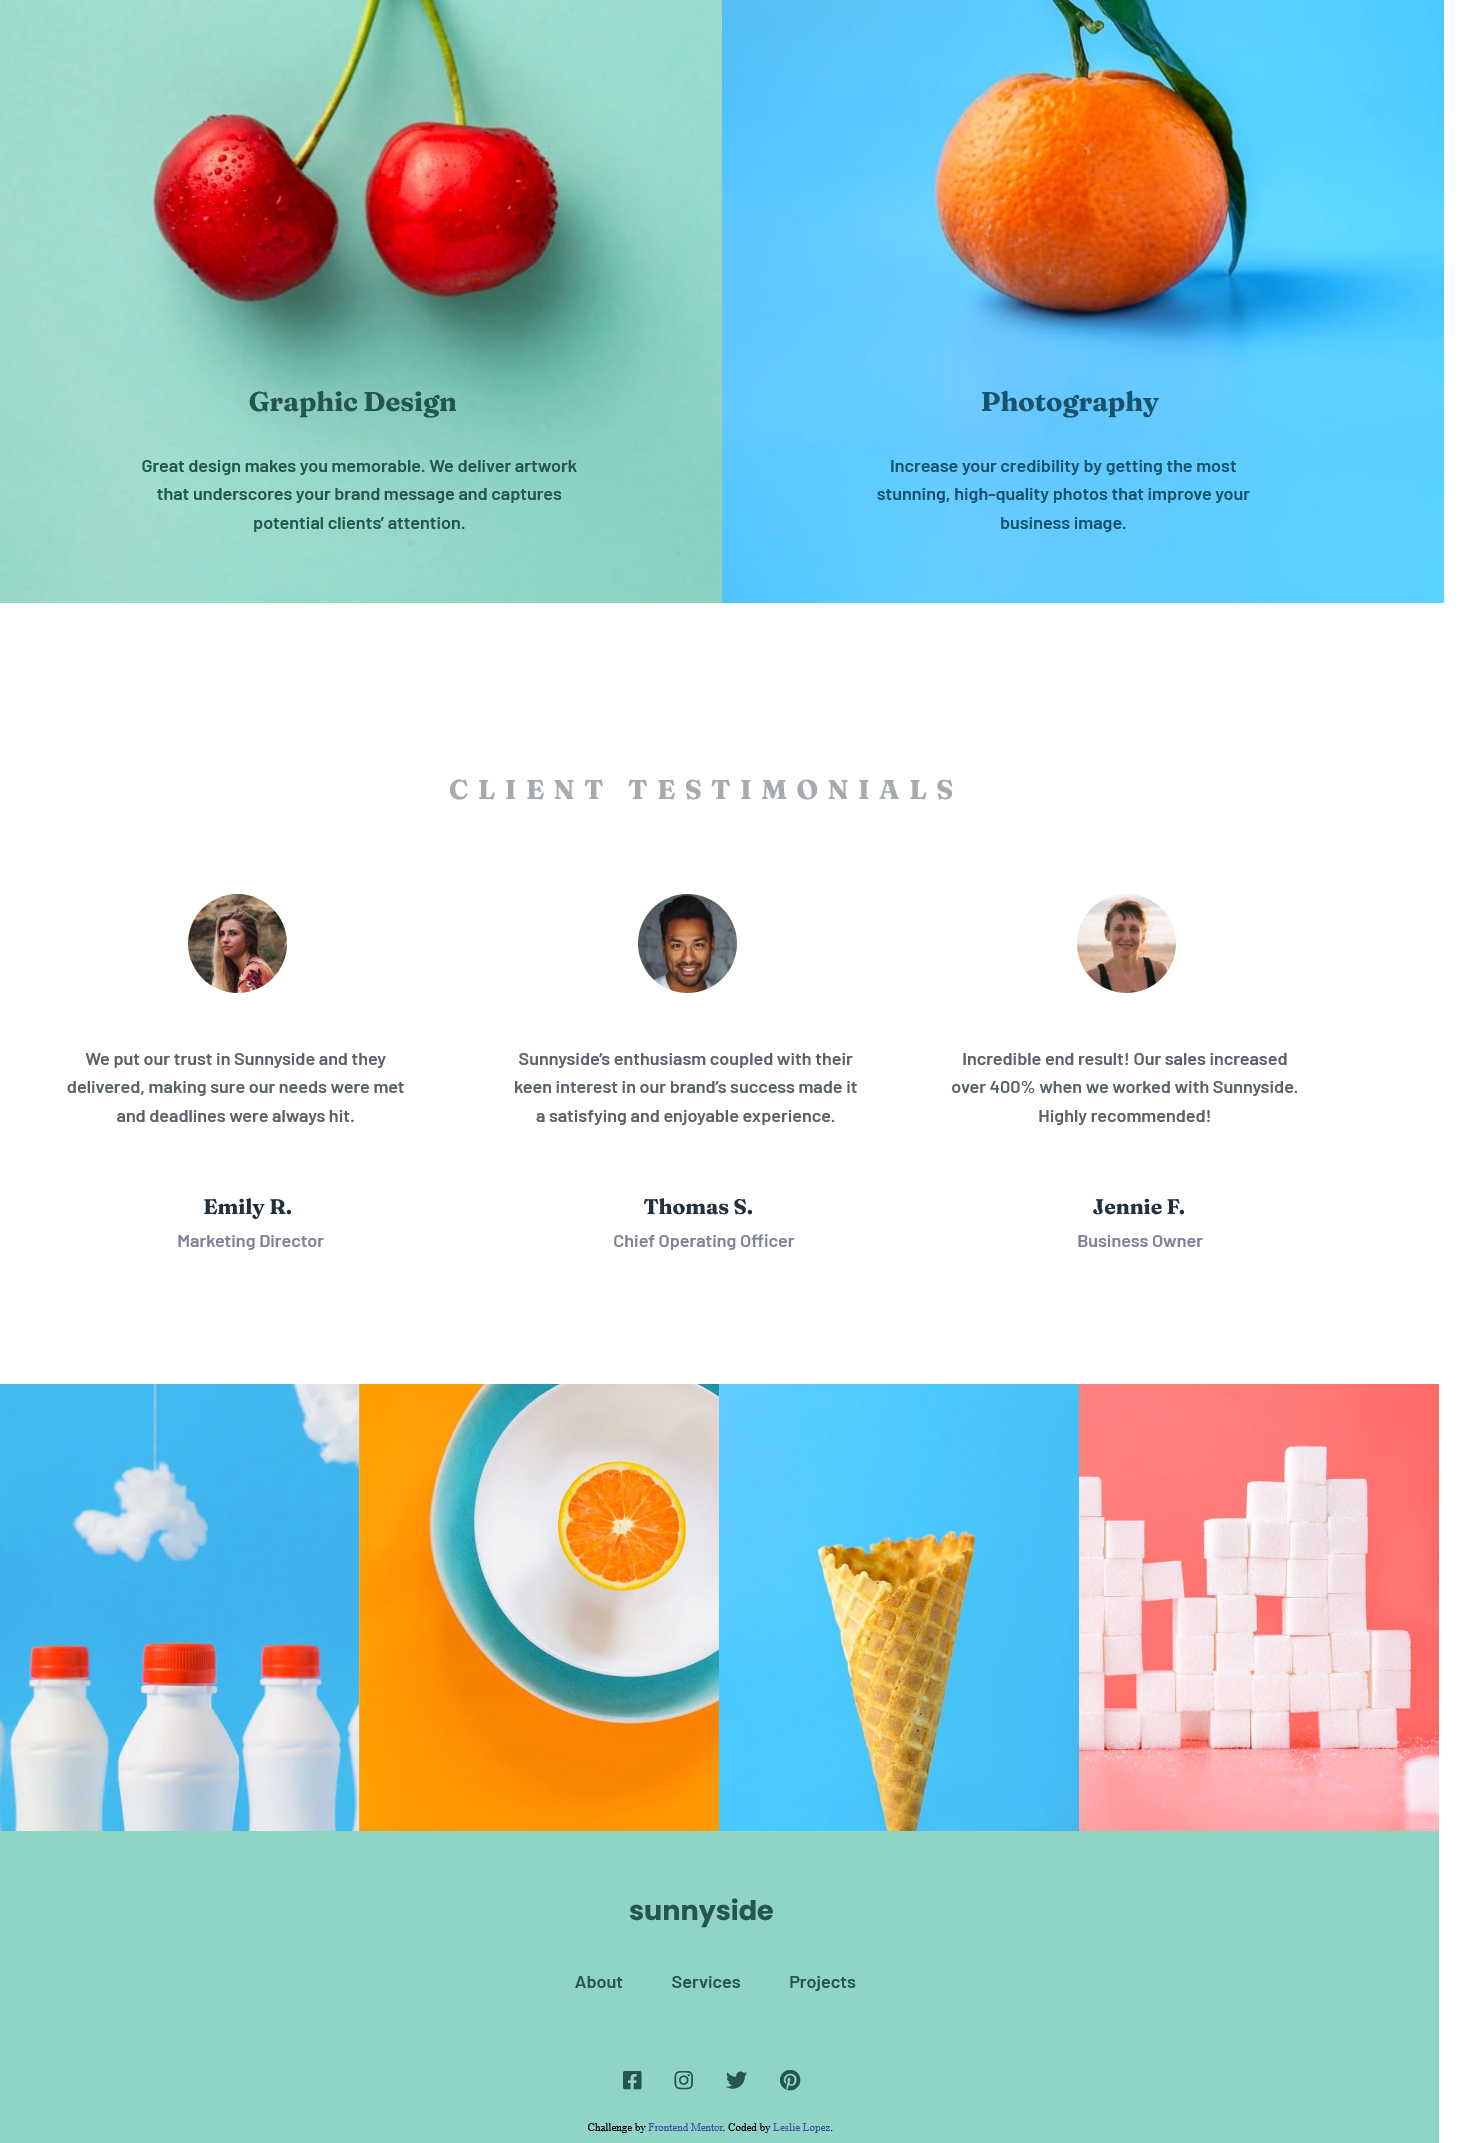 Graphic Design
Great design makes you memorable. We deliver artwork
that underscores your brand message and captures
potential clients’ attention.
Photography
Increase your credibility by getting the most
stunning, high-quality photos that improve your
business image.
CLIENT TESTIMONIALS
We put our trust in Sunnyside and they
delivered, making sure our needs were met
and deadlines were always hit.
Emily R.
Marketing Director
Sunnyside’s enthusiasm coupled with their
keen interest in our brand’s success made it
a satisfying and enjoyable experience.
Thomas S.
Chief Operating Officer
Incredible end result! Our sales increased
over 400% when we worked with Sunnyside.
Highly recommended!
Jennie F.
Business Owner
sunnyside
About Services Projects
Challenge by Frontend Mentor. Coded by Leslie Lopez.